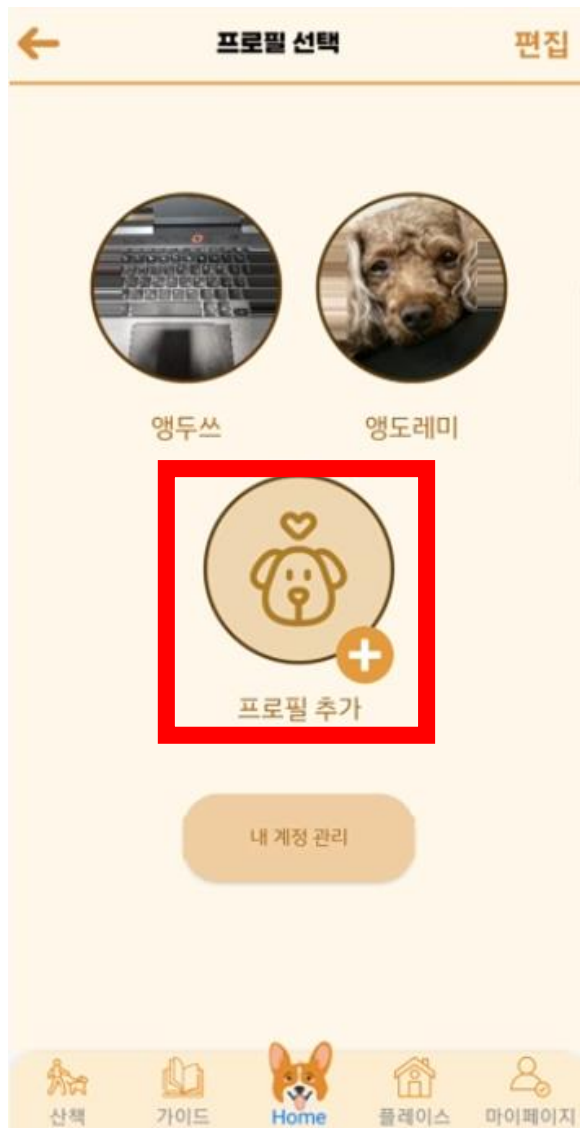 프로필 선택
편집
앵두쓰
앵도레미
프로필 추가
내 계정 관리
산책
가이드
Home
플레이스
마이페이지